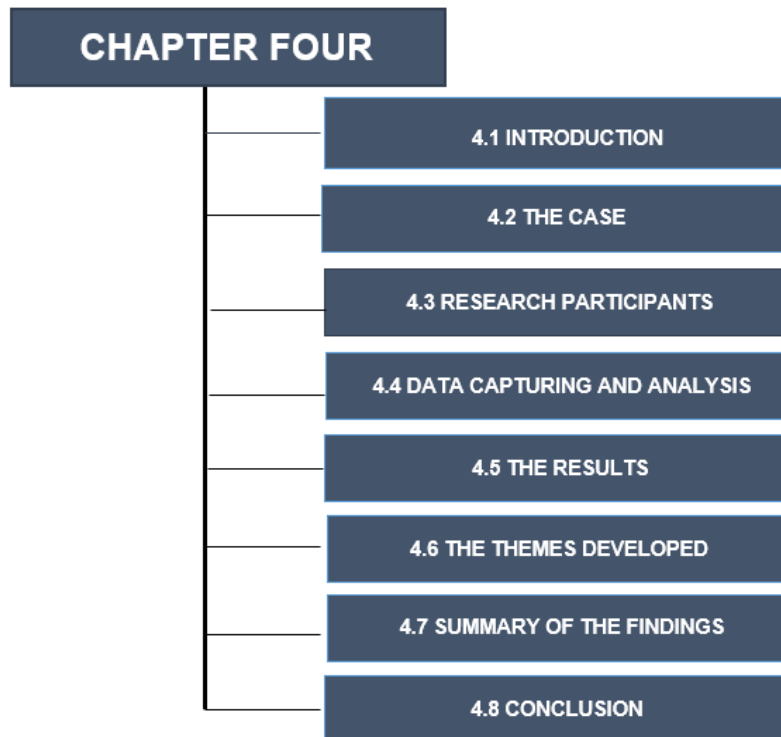 CHAPTER FOUR
4.1 INTRODUCTION
4.2 THE CASE
4.3 RESEARCH PARTICIPANTS
4.4 DATA CAPTURING AND ANALYSIS
4.5 THE RESULTS
4.6 THE THEMES DEVELOPED
4.7 SUMMARY OF THE FINDINGS
4.8 CONCLUSION